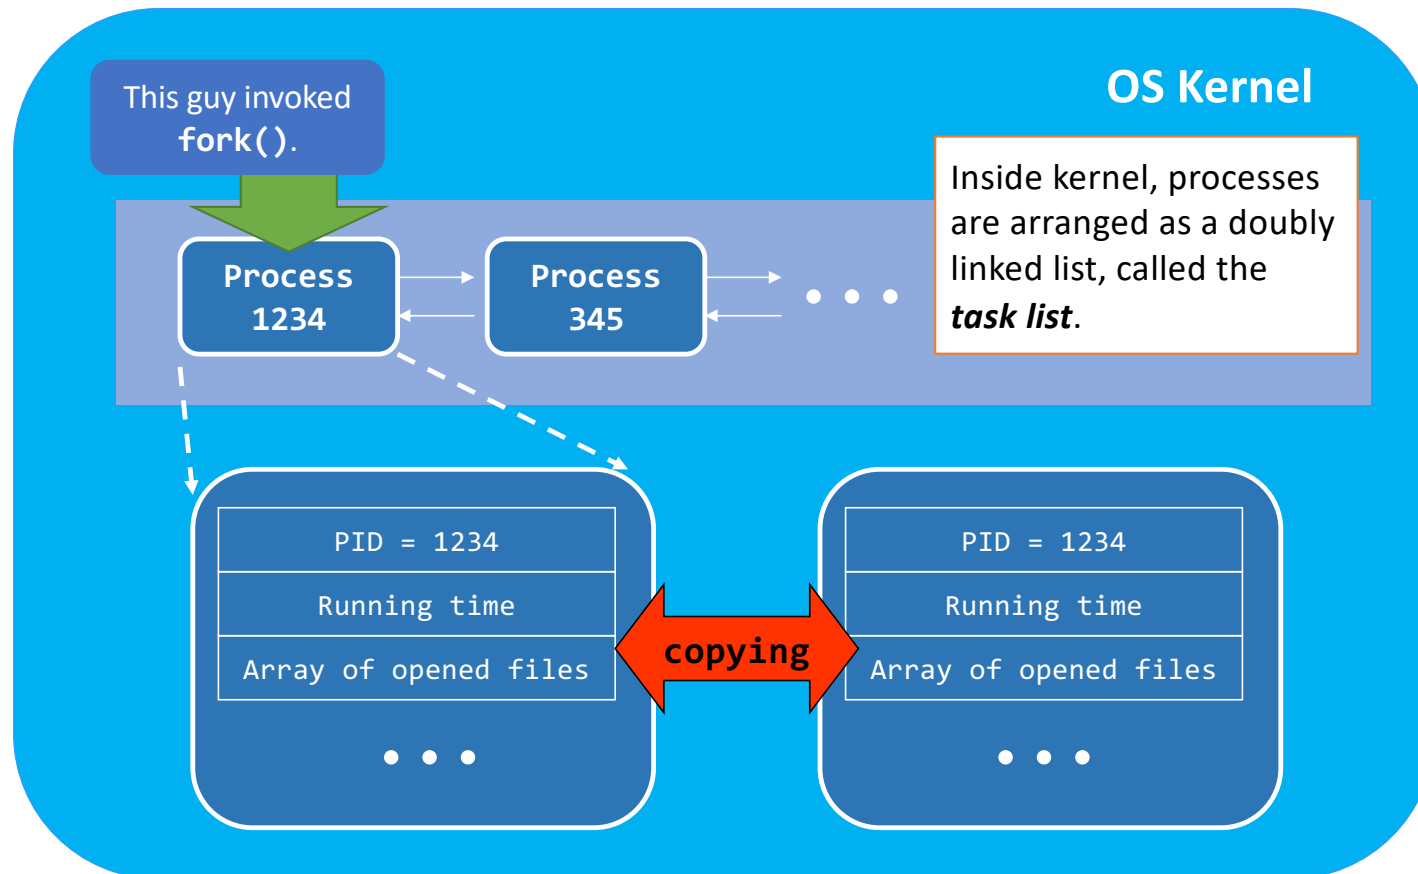 This guy invoked
fork().
OS Kernel
Inside kernel, processes
are arranged as a doubly
linked list, called the
task list.
Process
1234
Process
345
PID = 1234
Running time
Array of opened files
copying
PID = 1234
Running time
Array of opened files